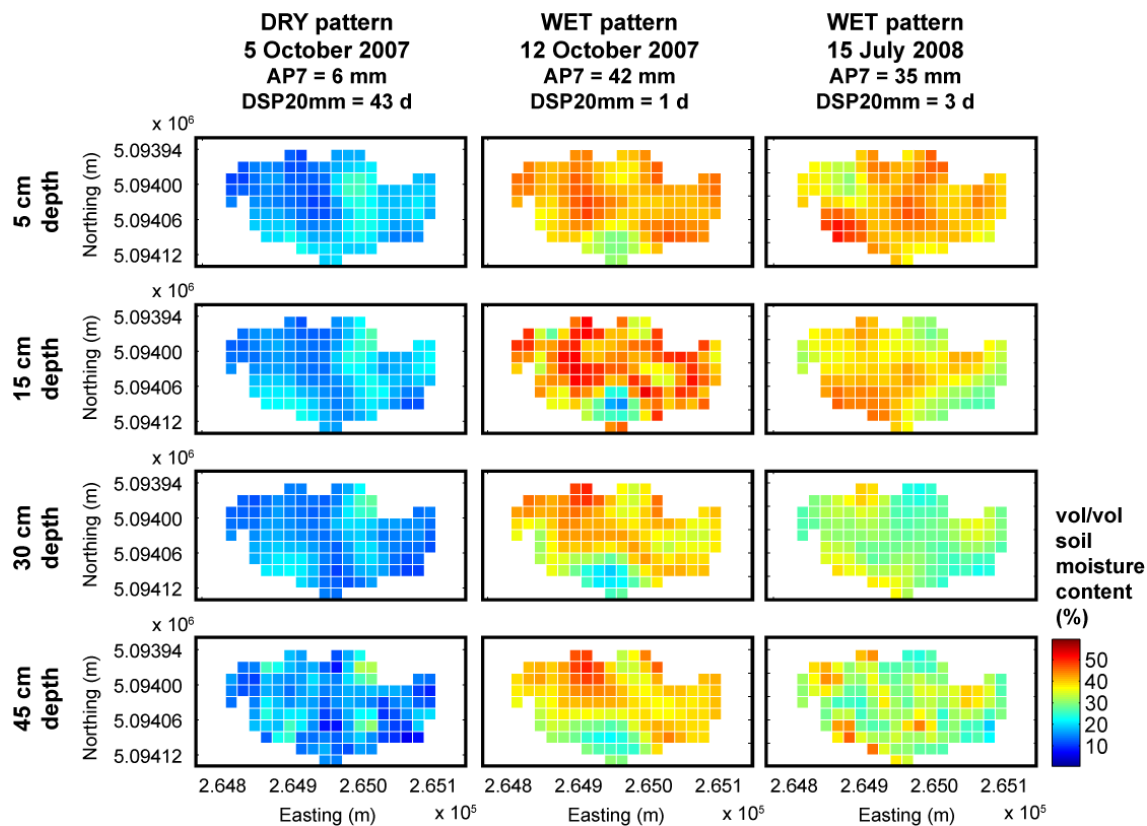 DRY pattern
5 October 2007
AP7 = 6 mm
DSP20mm = 43 d
WET pattern
12 October 2007
AP7 = 42 mm
DSP20mm = 1 d
WET pattern
15 July 2008
AP7 = 35 mm
DSP20mm = 3 d
5 cm
depth
Northing (m)
x 10⁶
5.09394
5.09400
5.09406
5.09412
15 cm
depth
Northing (m)
x 10⁶
5.09394
5.09400
5.09406
5.09412
30 cm
depth
Northing (m)
x 10⁶
5.09394
5.09400
5.09406
5.09412
45 cm
depth
Northing (m)
x 10⁶
5.09394
5.09400
5.09406
5.09412
2.648 2.649 2.650 2.651
Easting (m) x 10⁵
2.648 2.649 2.650 2.651
Easting (m) x 10⁵
2.648 2.649 2.650 2.651
Easting (m) x 10⁵
vol/vol
soil
moisture
content
(%)
50
40
30
20
10